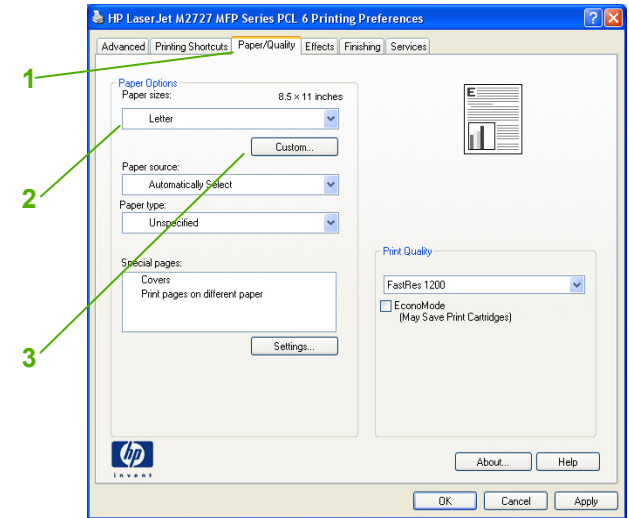 HP LaserJet M2727 MFP Series PCL 6 Printing Preferences
Advanced Printing Shortcuts Paper/Quality Effects Finishing Services
1
Paper Options
Paper sizes: 8.5 × 11 inches
Letter
E
Custom...
Paper source:
2
Automatically Select
Paper type:
Unspecified
Print Quality
Special pages:
Covers
Print pages on different paper
FastRes 1200
EconoMode
(May Save Print Cartridges)
3
Settings...
hp
invent
About... Help
OK Cancel Apply